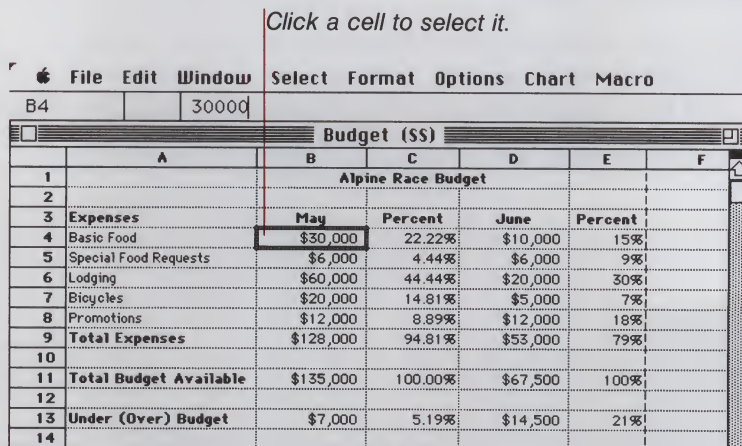 Click a cell to select it.
File Edit Window Select Format Options Chart Macro
B4 30000
Budget (SS)
A B C D E F
1 Alpine Race Budget
2
3 Expenses May Percent June Percent
4 Basic Food $30,000 22.22% $10,000 15%
5 Special Food Requests $6,000 4.44% $6,000 9%
6 Lodging $60,000 44.44% $20,000 30%
7 Bicycles $20,000 14.81% $5,000 7%
8 Promotions $12,000 8.89% $12,000 18%
9 Total Expenses $128,000 94.81% $53,000 79%
10
11 Total Budget Available $135,000 100.00% $67,500 100%
12
13 Under (Over) Budget $7,000 5.19% $14,500 21%
14